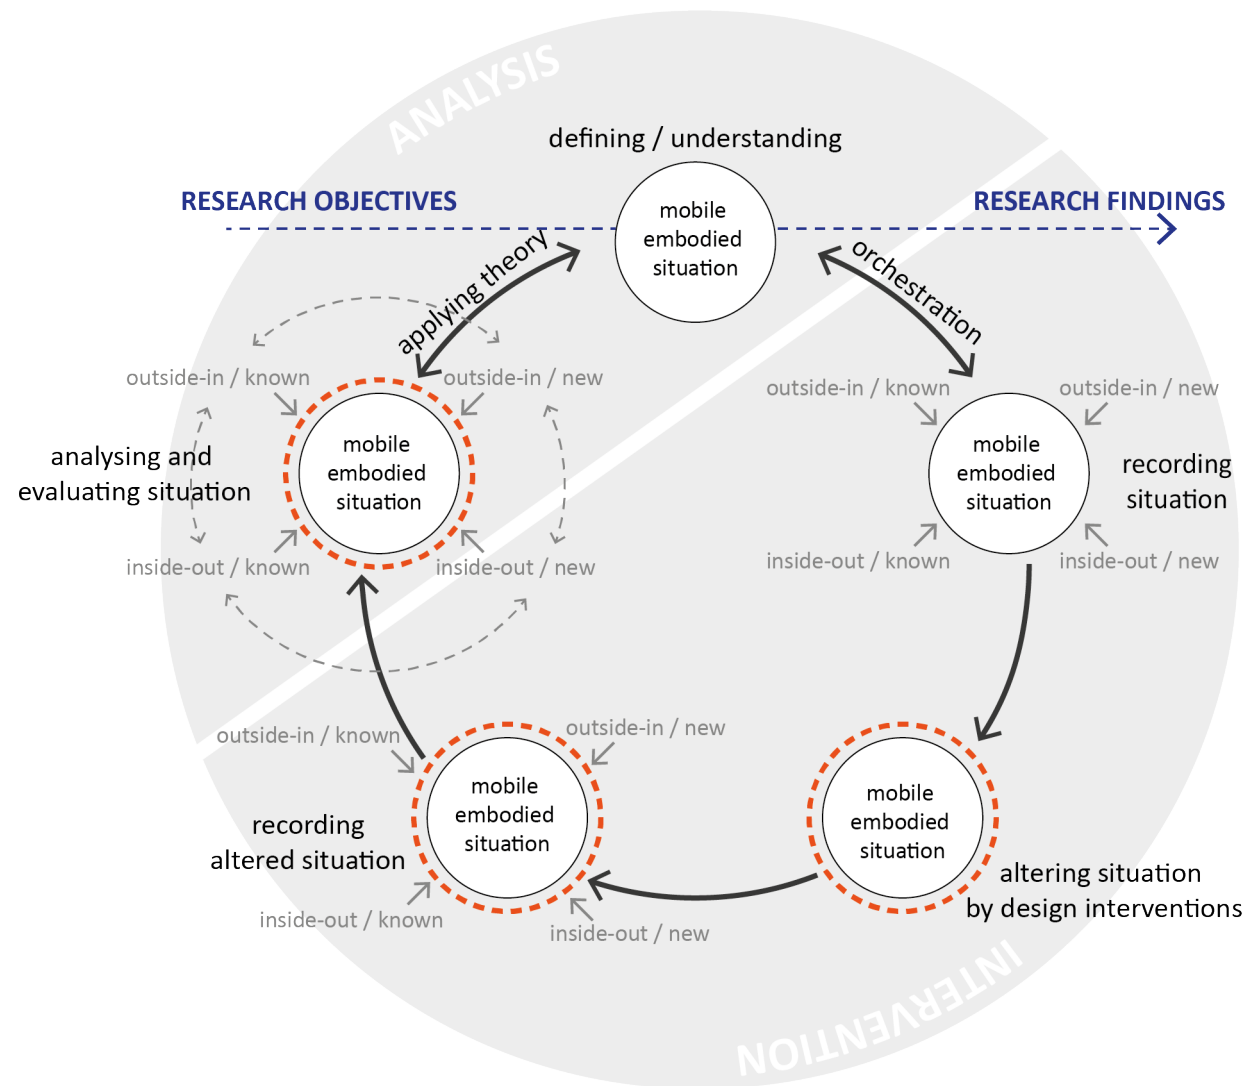 ANALYSIS
defining / understanding
RESEARCH OBJECTIVES
RESEARCH FINDINGS
mobile
embodied
situation
applying theory
orchestration
outside-in / known
outside-in / new
analysing and
evaluating situation
mobile
embodied
situation
inside-out / known
inside-out / new
outside-in / known
outside-in / new
mobile
embodied
situation
recording
situation
inside-out / known
inside-out / new
outside-in / known
outside-in / new
mobile
embodied
situation
recording
altered situation
inside-out / known
inside-out / new
mobile
embodied
situation
altering situation
by design interventions
INTERVENTION